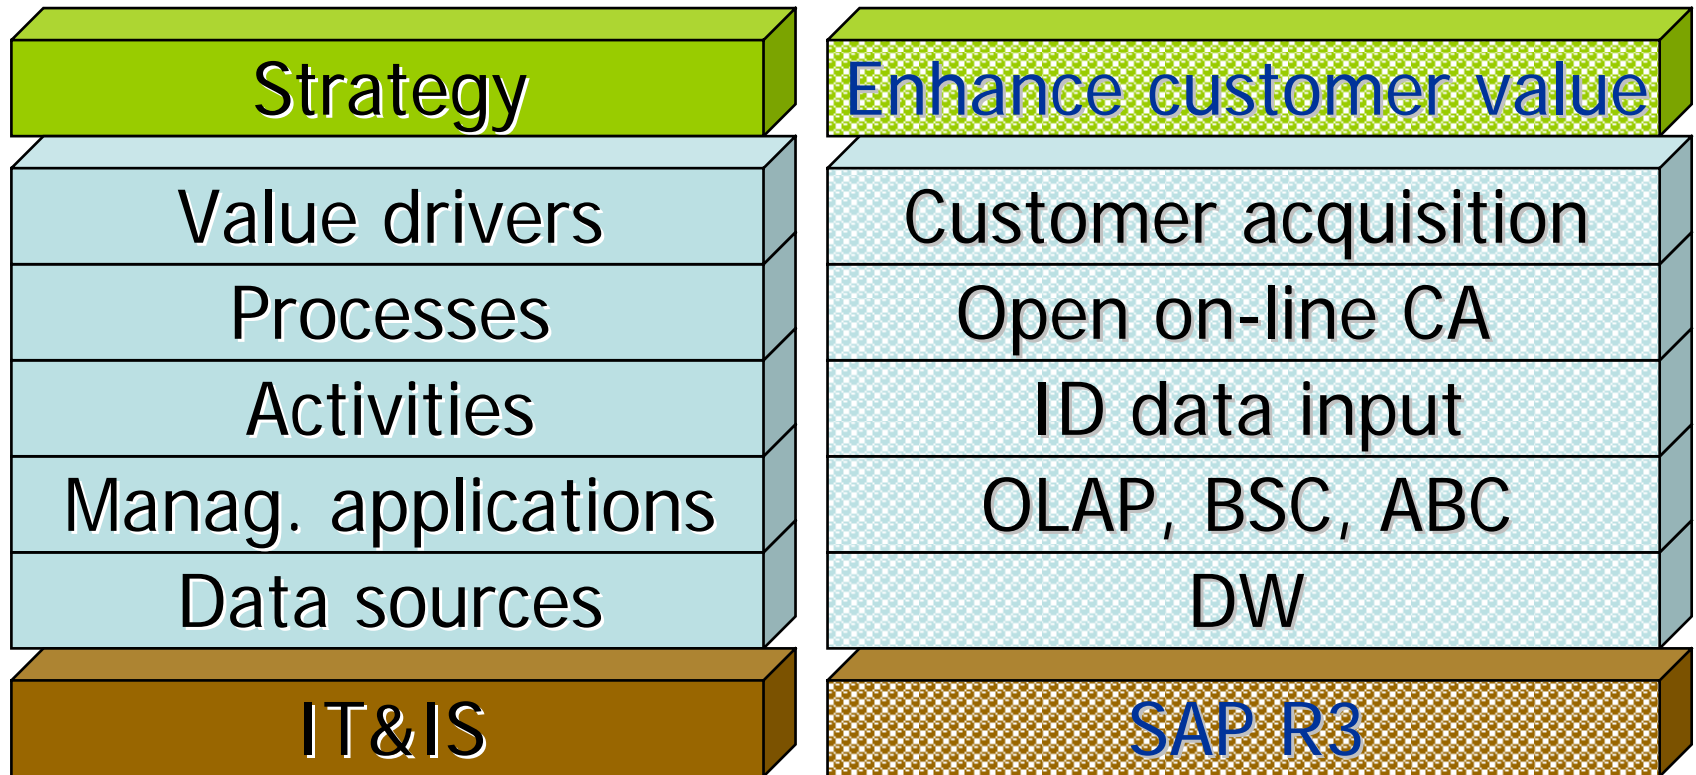 Strategy
Enhance customer value
Value drivers
Customer acquisition
Processes
Open on-line CA
Activities
ID data input
Manag. applications
OLAP, BSC, ABC
Data sources
DW
IT&IS
SAP R3